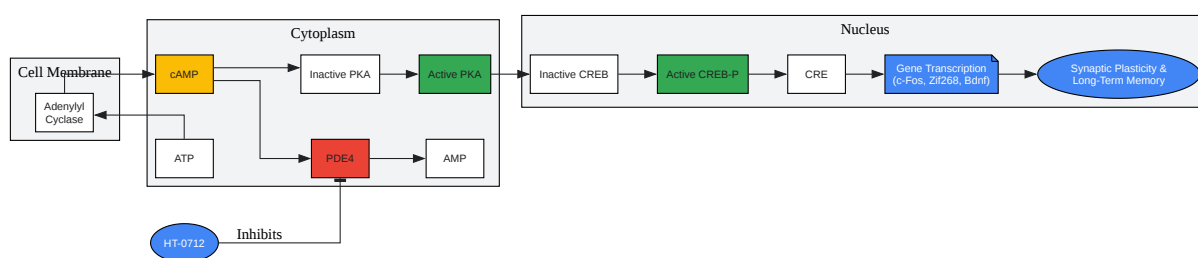 Cell Membrane
Adenylyl
Cyclase
Cytoplasm
cAMP
Inactive PKA
Active PKA
ATP
PDE4
AMP
HT-0712
Inhibits
Nucleus
Inactive CREB
Active CREB-P
CRE
Gene Transcription
(c-Fos, Zif268, Bdnf)
Synaptic Plasticity &
Long-Term Memory